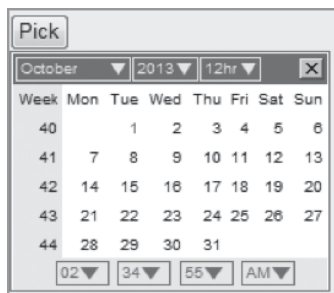 Pick
October 2013 12hr X
Week Mon Tue Wed Thu Fri Sat Sun
40 1 2 3 4 5 6
41 7 8 9 10 11 12 13
42 14 15 16 17 18 19 20
43 21 22 23 24 25 26 27
44 28 29 30 31
02 34 55 AM